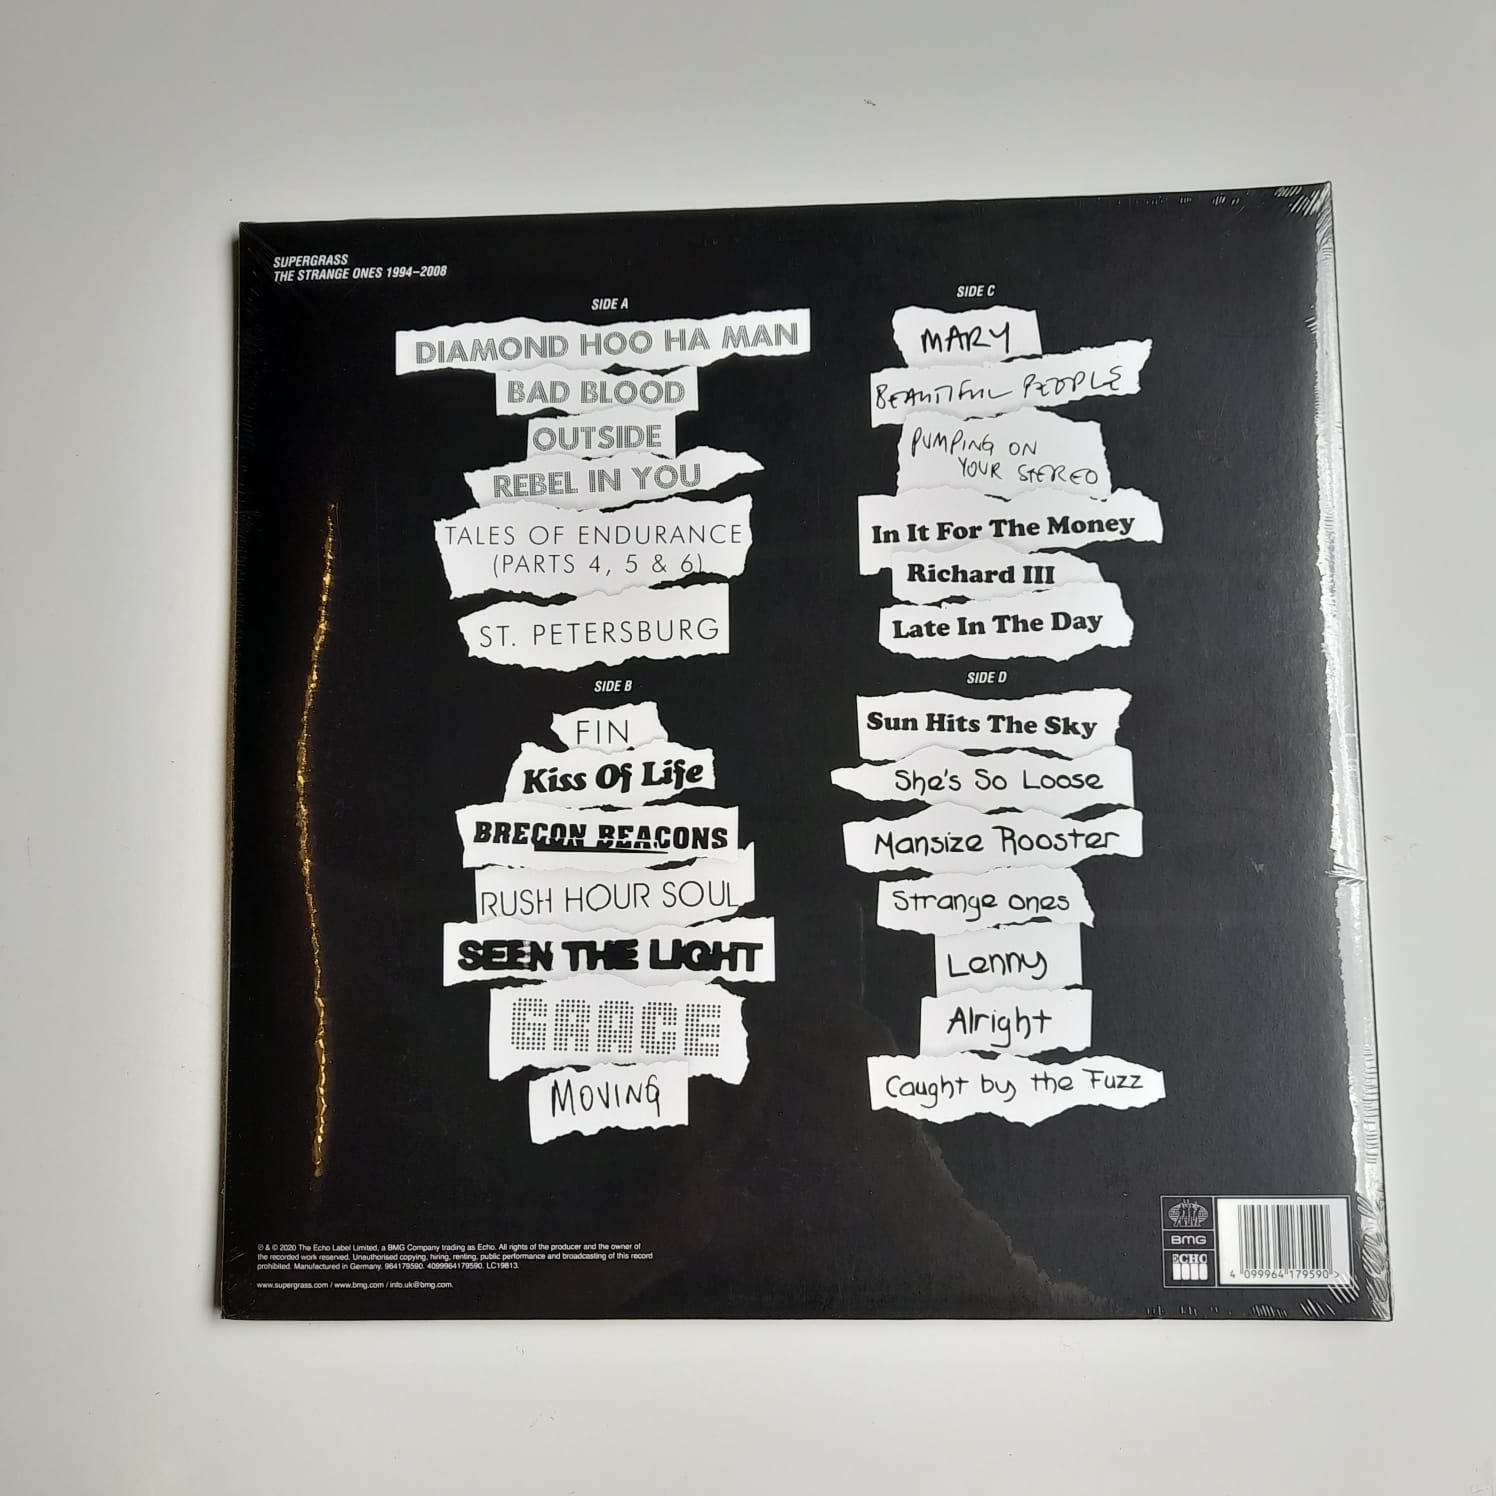 SUPERGRASS
THE STRANGE ONES 1994–2008
SIDE A
DIAMOND HOO HA MAN
BAD BLOOD
OUTSIDE
REBEL IN YOU
TALES OF ENDURANCE
(PARTS 4, 5 & 6)
ST. PETERSBURG
SIDE B
FIN
Kiss Of Life
BRECON BEACONS
RUSH HOUR SOUL
SEEN THE LIGHT
GRACE
MOVING
SIDE C
MARY
BEAUTIFUL PEOPLE
PUMPING ON
YOUR STEREO
In It For The Money
Richard III
Late In The Day
SIDE D
Sun Hits The Sky
She's So Loose
Mansize Rooster
Strange ones
Lenny
Alright
Caught by the Fuzz
℗ & © 2020 The Echo Label Limited, a BMG Company trading as Echo. All rights of the producer and the owner of
the recorded work reserved. Unauthorised copying, hiring, renting, public performance and broadcasting of this record
prohibited. Manufactured in Germany. 964179590. 4099964179590. LC19813.
www.supergrass.com / www.bmg.com / info.uk@bmg.com.
BMG
ECHO
4 099964 179590 >